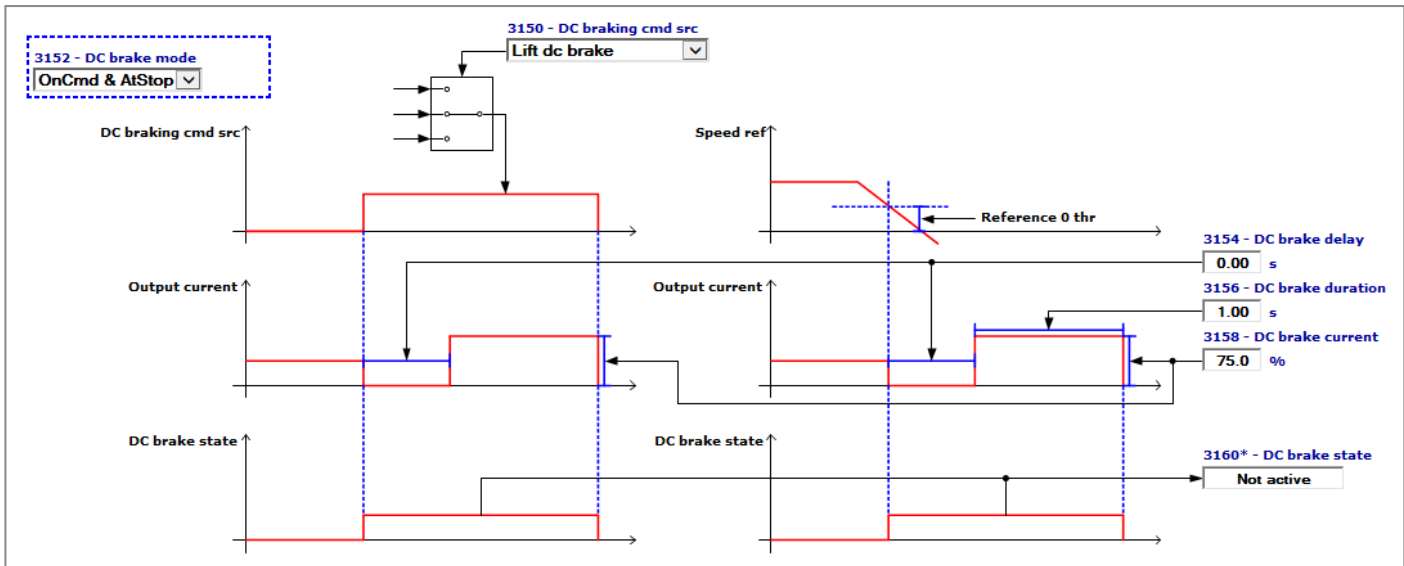 3150 - DC braking cmd src
Lift dc brake
3152 - DC brake mode
OnCmd & AtStop
DC braking cmd src
Speed ref
Reference 0 thr
3154 - DC brake delay
0.00 s
Output current
Output current
3156 - DC brake duration
1.00 s
3158 - DC brake current
75.0 %
DC brake state
DC brake state
3160* - DC brake state
Not active